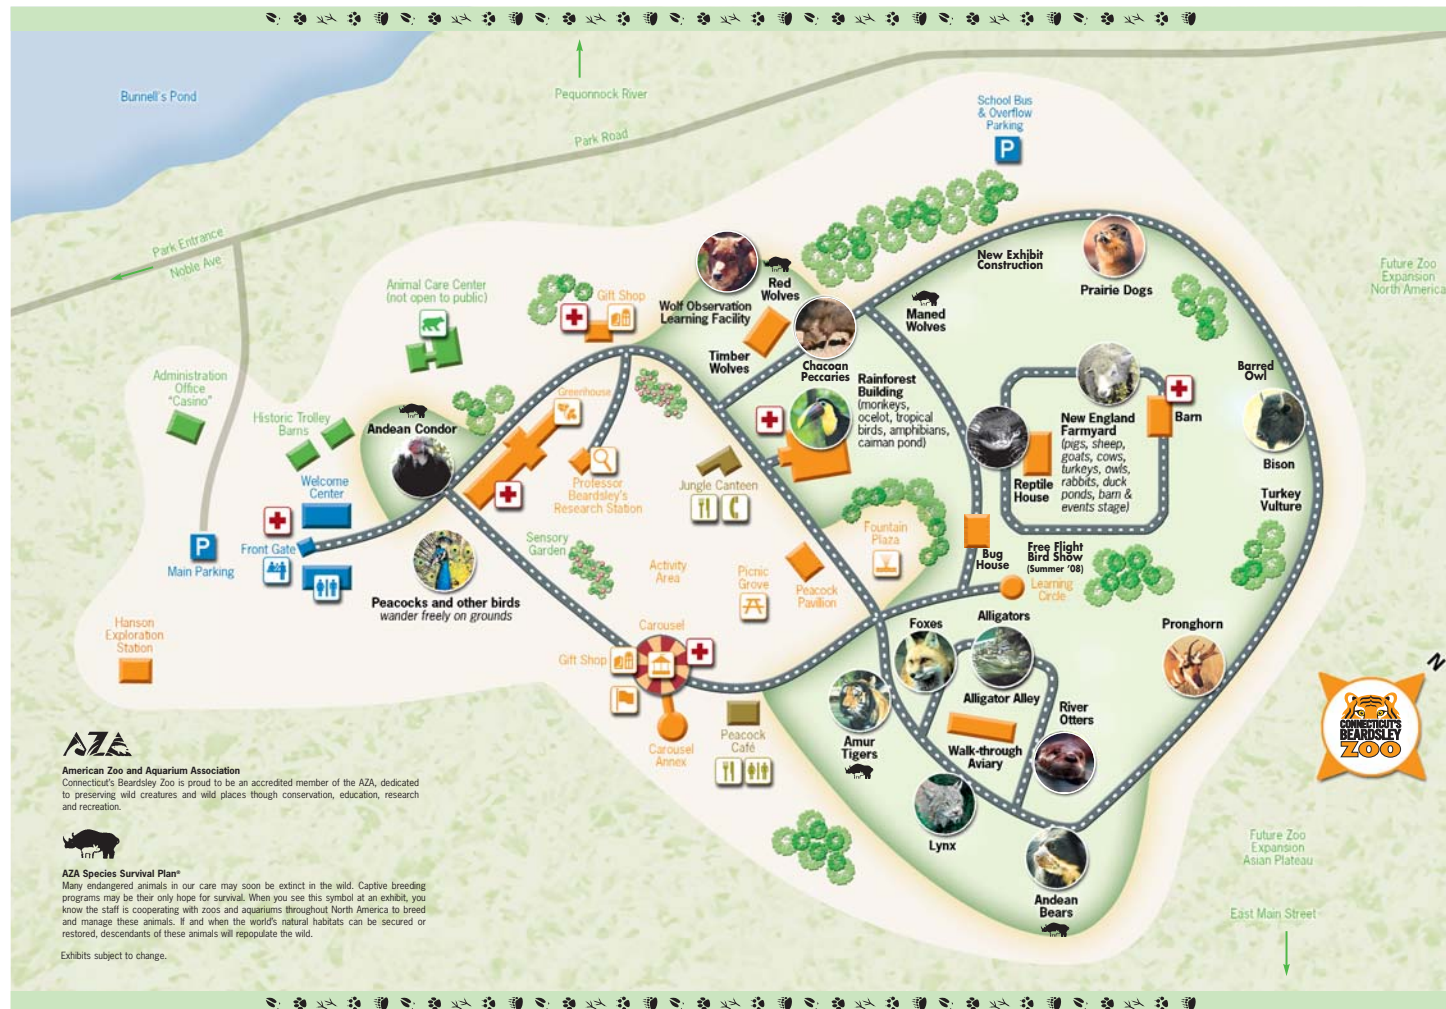 Bunnell's Pond
Pequonnock River
Park Road
School Bus
& Overflow
Parking
P
Park Entrance
Noble Ave
Animal Care Center
(not open to public)
Gift Shop
Wolf Observation
Learning Facility
Red
Wolves
New Exhibit
Construction
Prairie Dogs
Future Zoo
Expansion
North America
Maned
Wolves
Timber
Wolves
Chacoan
Peccaries
Barred
Owl
Administration
Office
"Casino"
Historic Trolley
Barns
Andean Condor
Greenhouse
Rainforest
Building
(monkeys,
ocelot, tropical
birds, amphibians,
caiman pond)
New England
Farmyard
(pigs, sheep,
goats, cows,
turkeys, owls,
rabbits, duck
ponds, barn &
events stage)
Barn
Bison
Welcome
Center
Professor
Beardsley's
Research Station
Jungle Canteen
Reptile
House
Turkey
Vulture
P
Main Parking
Front Gate
Sensory
Garden
Activity
Area
Fountain
Plaza
Bug
House
Free Flight
Bird Show
(Summer '08)
Learning
Circle
Peacocks and other birds
wander freely on grounds
Picnic
Grove
Peacock
Pavilion
Hanson
Exploration
Station
Carousel
Gift Shop
Foxes
Alligators
Pronghorn
N
Alligator Alley
River
Otters
Carousel
Annex
Peacock
Café
Amur
Tigers
Walk-through
Aviary
CONNECTICUT'S
BEARDSLEY
ZOO
Lynx
Andean
Bears
Future Zoo
Expansion
Asian Plateau
East Main Street
AZA
American Zoo and Aquarium Association
Connecticut's Beardsley Zoo is proud to be an accredited member of the AZA, dedicated
to preserving wild creatures and wild places though conservation, education, research
and recreation.
AZA Species Survival Plan®
Many endangered animals in our care may soon be extinct in the wild. Captive breeding
programs may be their only hope for survival. When you see this symbol at an exhibit, you
know the staff is cooperating with zoos and aquariums throughout North America to breed
and manage these animals. If and when the world's natural habitats can be secured or
restored, descendants of these animals will repopulate the wild.
Exhibits subject to change.